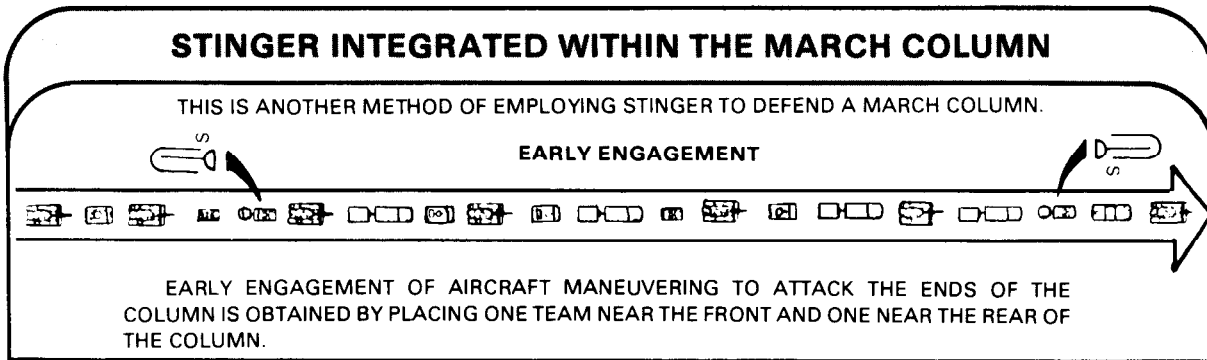 STINGER INTEGRATED WITHIN THE MARCH COLUMN
THIS IS ANOTHER METHOD OF EMPLOYING STINGER TO DEFEND A MARCH COLUMN.
EARLY ENGAGEMENT
S
S
EARLY ENGAGEMENT OF AIRCRAFT MANEUVERING TO ATTACK THE ENDS OF THE
COLUMN IS OBTAINED BY PLACING ONE TEAM NEAR THE FRONT AND ONE NEAR THE REAR OF
THE COLUMN.